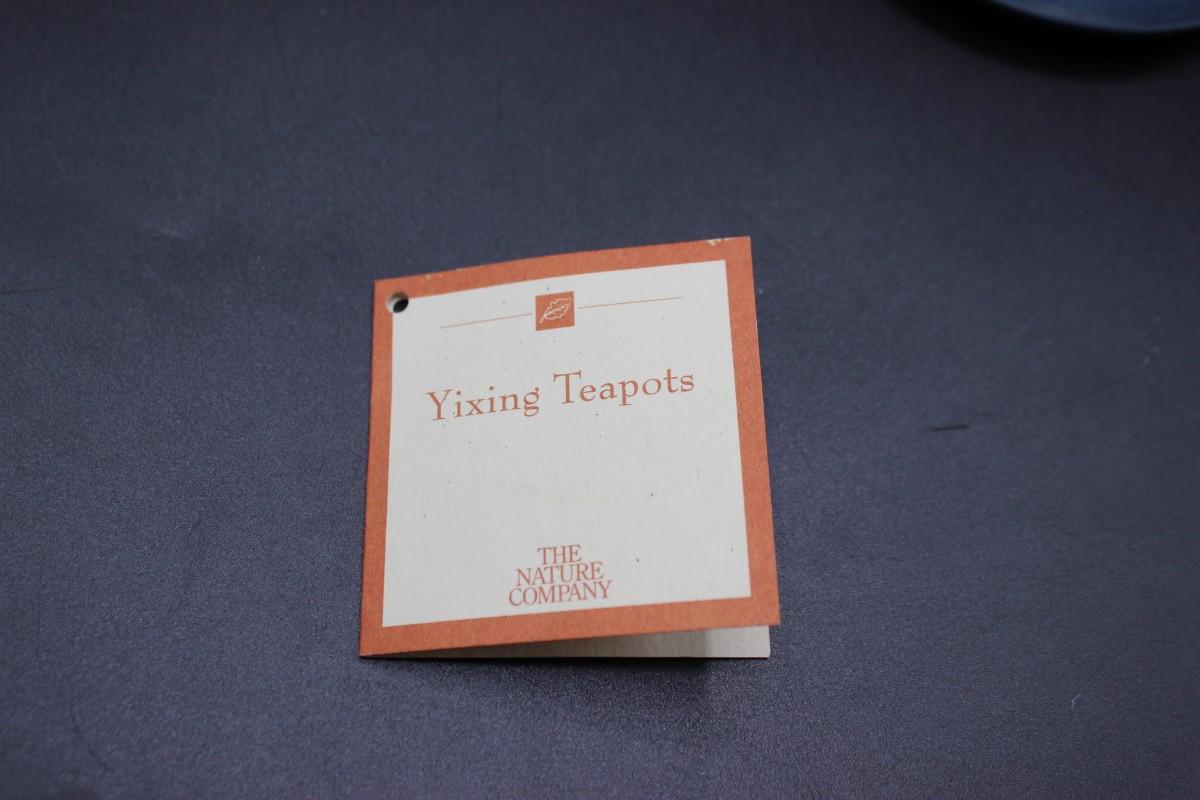 Yixing Teapots
THE
NATURE
COMPANY